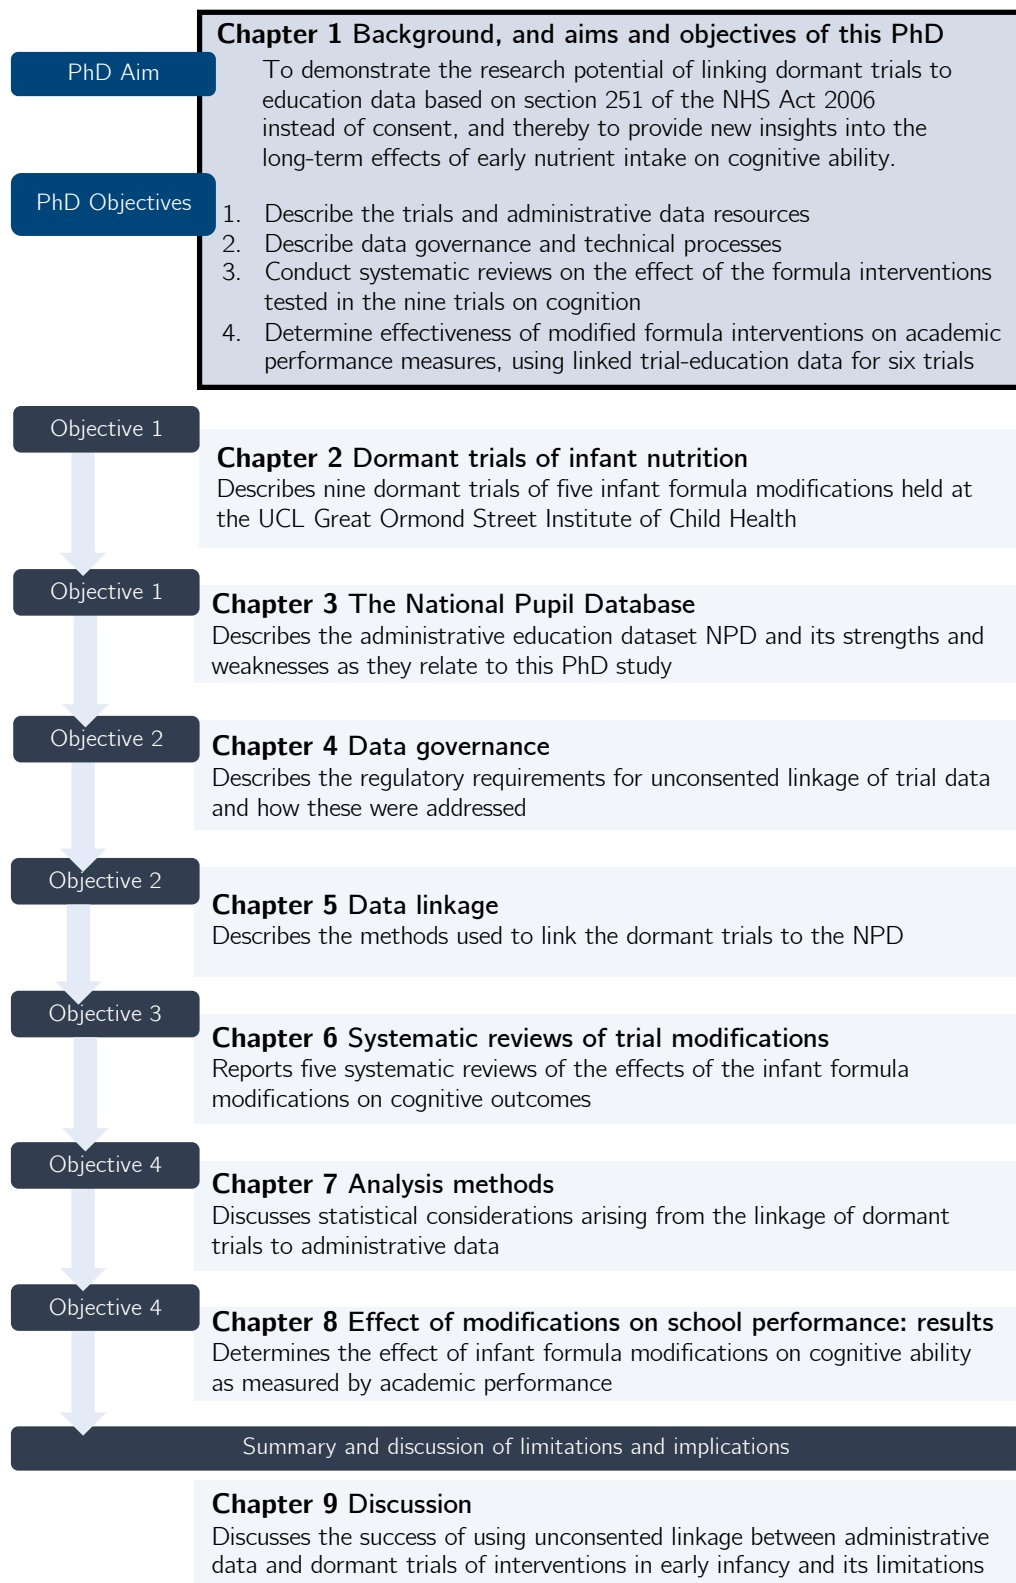 Chapter 1 Background, and aims and objectives of this PhD
PhD Aim
To demonstrate the research potential of linking dormant trials to
education data based on section 251 of the NHS Act 2006
instead of consent, and thereby to provide new insights into the
long-term effects of early nutrient intake on cognitive ability.
PhD Objectives
1. Describe the trials and administrative data resources
2. Describe data governance and technical processes
3. Conduct systematic reviews on the effect of the formula interventions
tested in the nine trials on cognition
4. Determine effectiveness of modified formula interventions on academic
performance measures, using linked trial-education data for six trials
Objective 1
Chapter 2 Dormant trials of infant nutrition
Describes nine dormant trials of five infant formula modifications held at
the UCL Great Ormond Street Institute of Child Health
Objective 1
Chapter 3 The National Pupil Database
Describes the administrative education dataset NPD and its strengths and
weaknesses as they relate to this PhD study
Objective 2
Chapter 4 Data governance
Describes the regulatory requirements for unconsented linkage of trial data
and how these were addressed
Objective 2
Chapter 5 Data linkage
Describes the methods used to link the dormant trials to the NPD
Objective 3
Chapter 6 Systematic reviews of trial modifications
Reports five systematic reviews of the effects of the infant formula
modifications on cognitive outcomes
Objective 4
Chapter 7 Analysis methods
Discusses statistical considerations arising from the linkage of dormant
trials to administrative data
Objective 4
Chapter 8 Effect of modifications on school performance: results
Determines the effect of infant formula modifications on cognitive ability
as measured by academic performance
Summary and discussion of limitations and implications
Chapter 9 Discussion
Discusses the success of using unconsented linkage between administrative
data and dormant trials of interventions in early infancy and its limitations